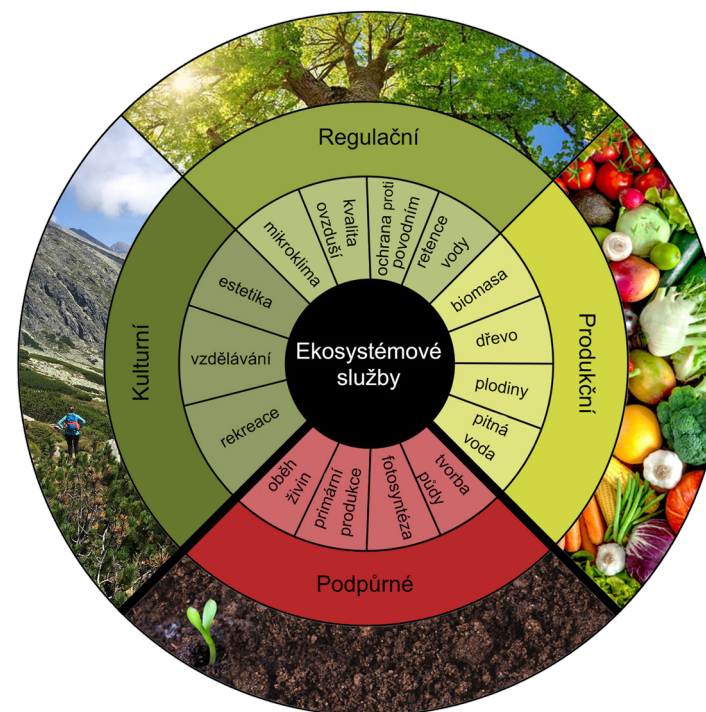 Regulační
mikroklima
kvalita
ovzduší
ochrana proti
povodním
retence
vody
Produkční
biomasa
dřevo
plodiny
pitná
voda
Podpůrné
tvorba
půdy
fotosyntéza
primární
produkce
oběh
živin
Kulturní
rekreace
vzdělávání
estetika
Ekosystémové
služby